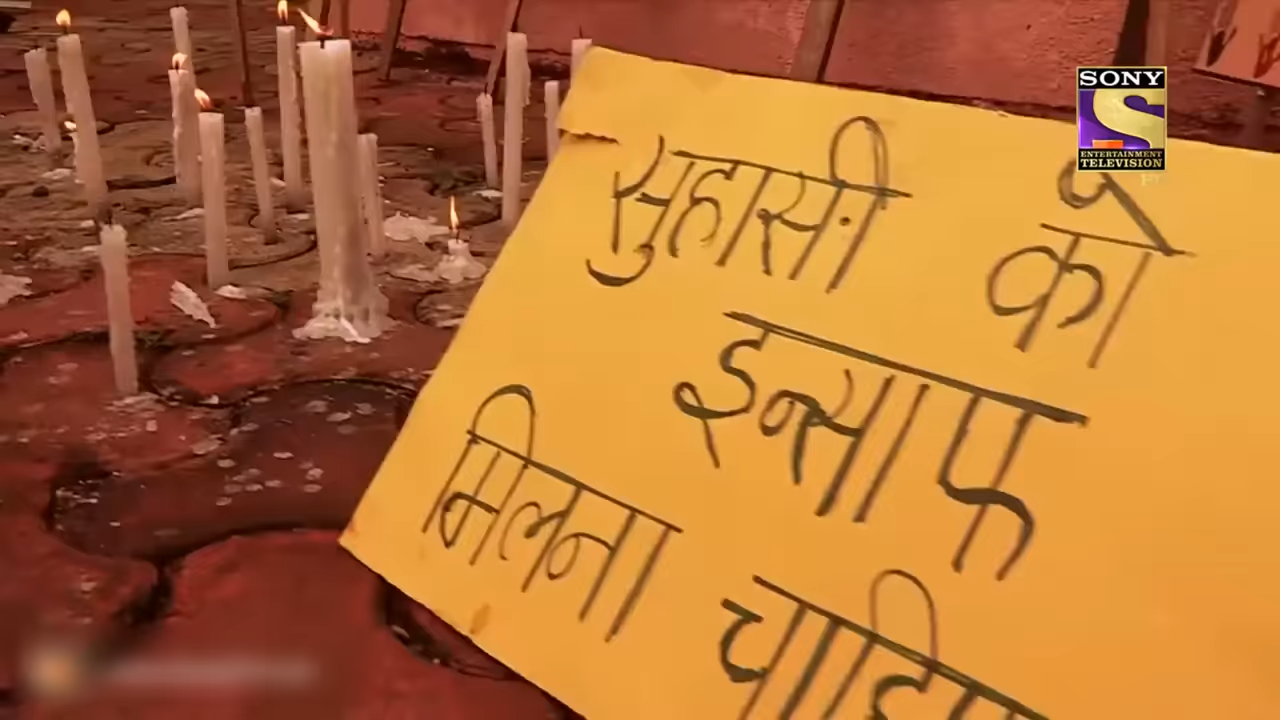 SONY
ENTERTAINMENT
TELEVISION
सुहासी को
इन्साफ
मिलना